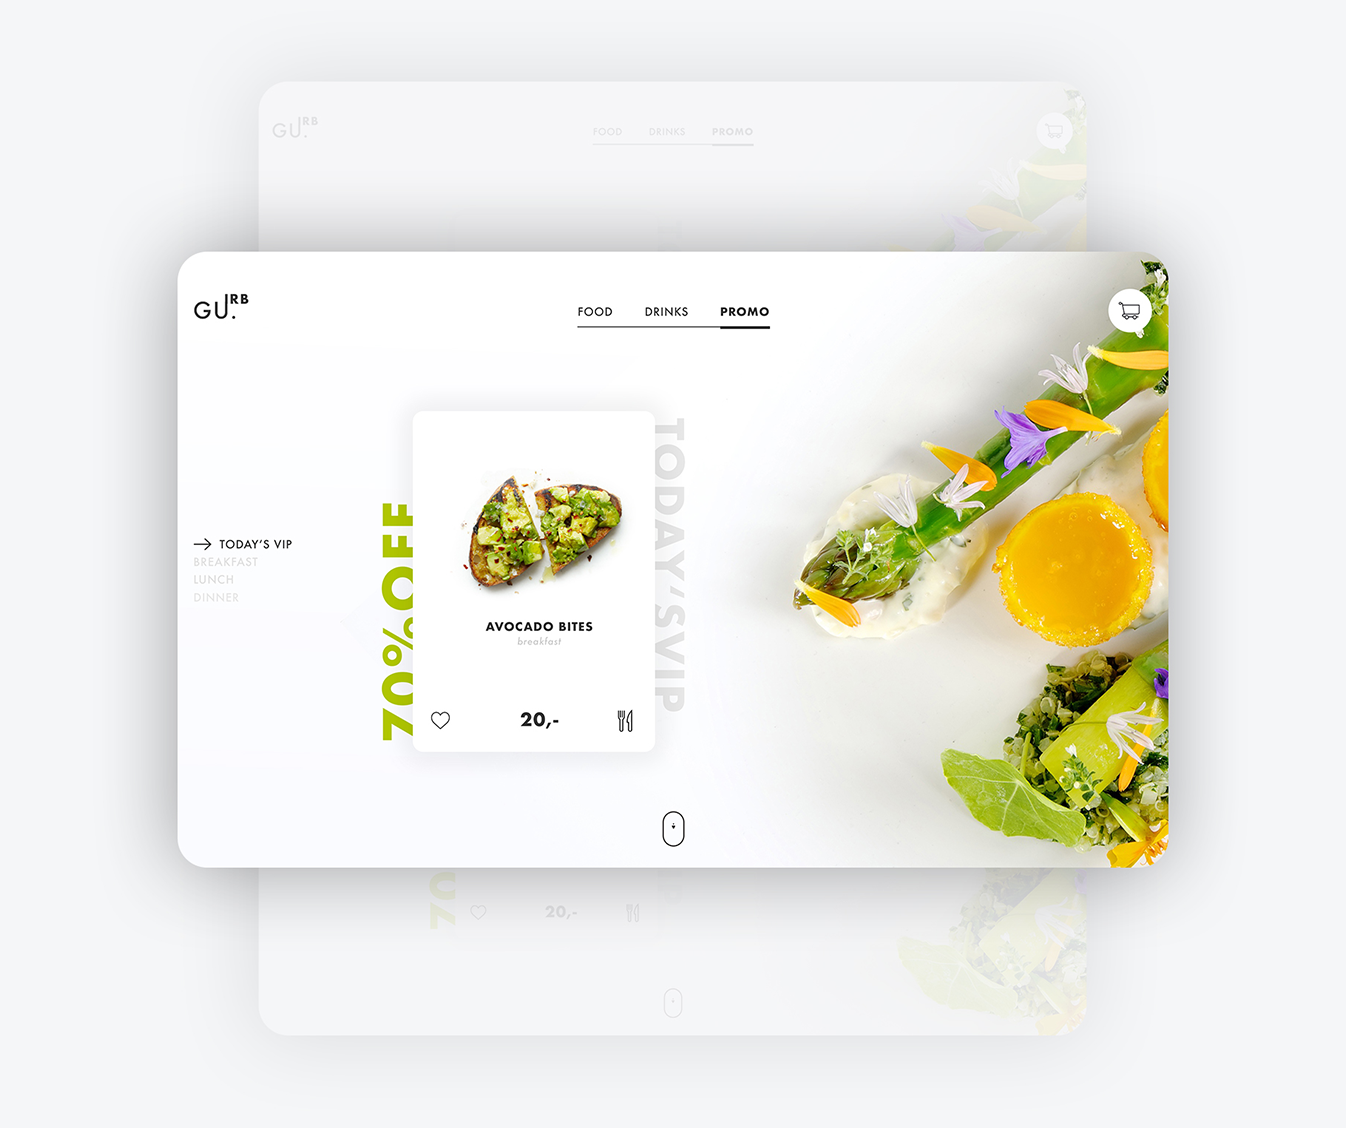 GU.RB
FOOD DRINKS PROMO
GU.RB
FOOD DRINKS PROMO
TODAY'S VIP
BREAKFAST
LUNCH
DINNER
70%OFF
AVOCADO BITES
breakfast
20,-
TODAY'SVIP
70
20,-